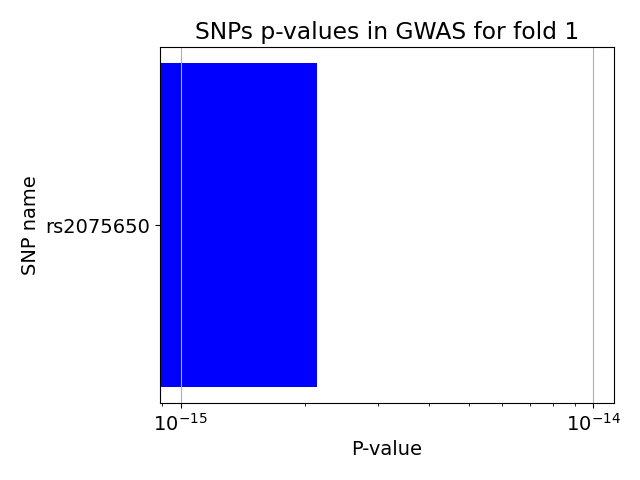 SNPs p-values in GWAS for fold 1
SNP name
rs2075650
10⁻¹⁵
10⁻¹⁴
P-value